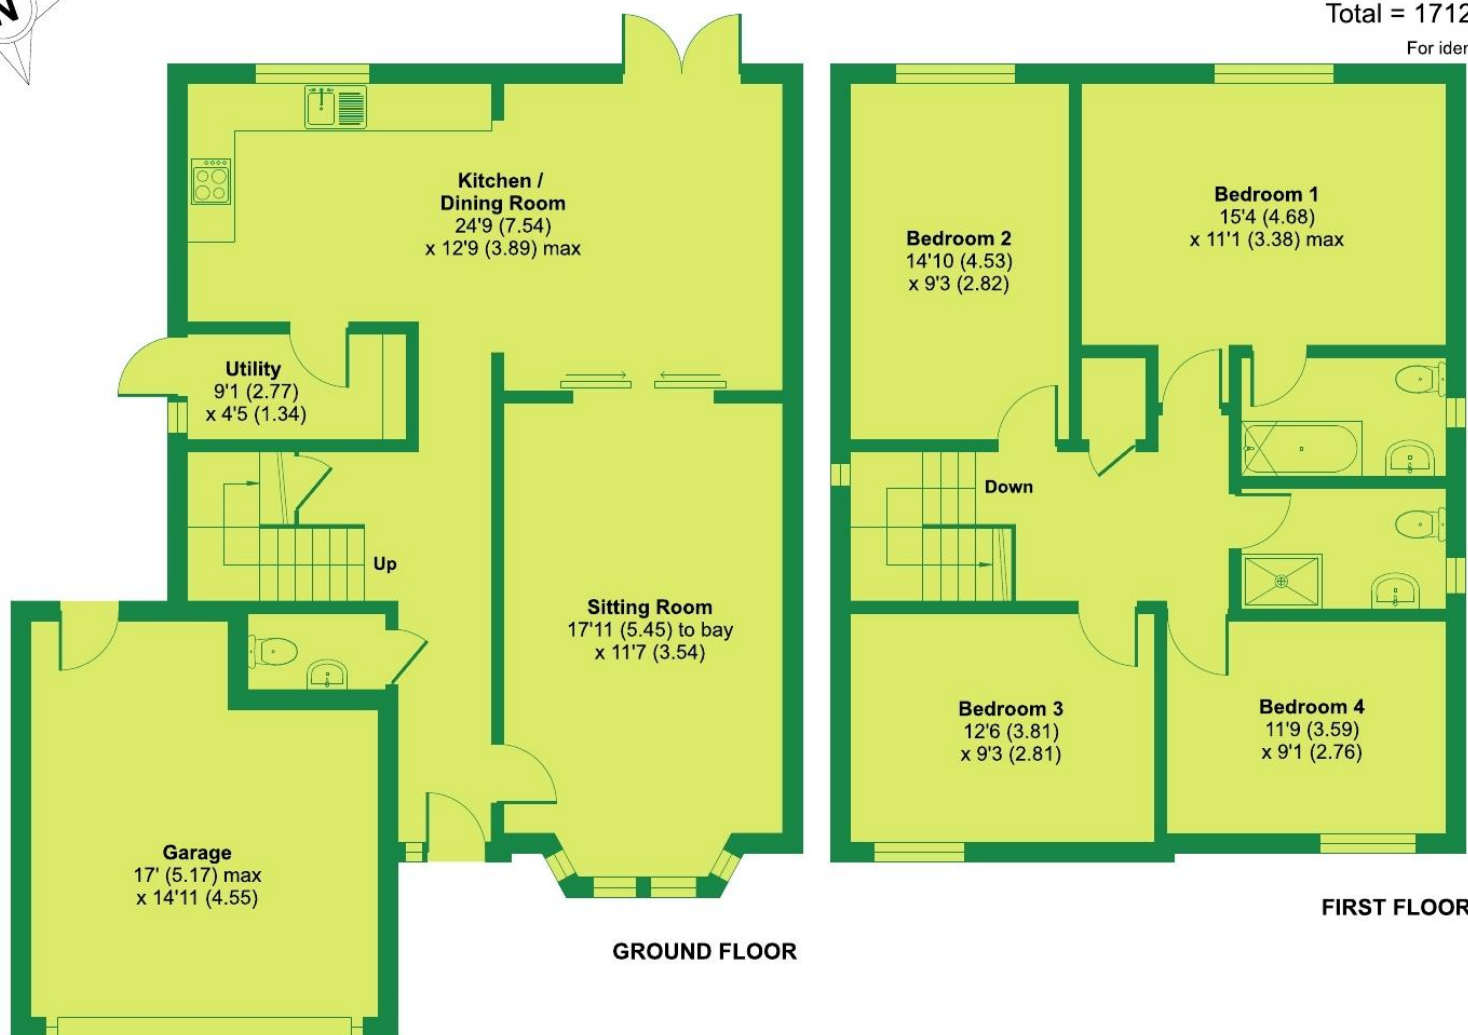 N
Total = 1712
For iden
Kitchen /
Dining Room
24'9 (7.54)
x 12'9 (3.89) max
Utility
9'1 (2.77)
x 4'5 (1.34)
Up
Sitting Room
17'11 (5.45) to bay
x 11'7 (3.54)
Garage
17' (5.17) max
x 14'11 (4.55)
GROUND FLOOR
Bedroom 2
14'10 (4.53)
x 9'3 (2.82)
Bedroom 1
15'4 (4.68)
x 11'1 (3.38) max
Down
Bedroom 3
12'6 (3.81)
x 9'3 (2.81)
Bedroom 4
11'9 (3.59)
x 9'1 (2.76)
FIRST FLOOR